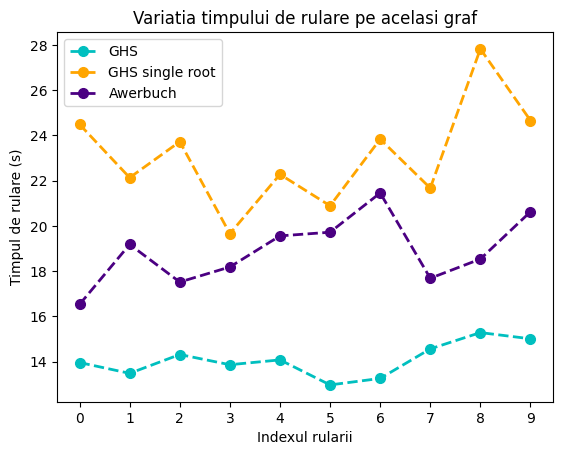 Variatia timpului de rulare pe acelasi graf
GHS
GHS single root
Awerbuch
Timpul de rulare (s)
28
26
24
22
20
18
16
14
0 1 2 3 4 5 6 7 8 9
Indexul rularii